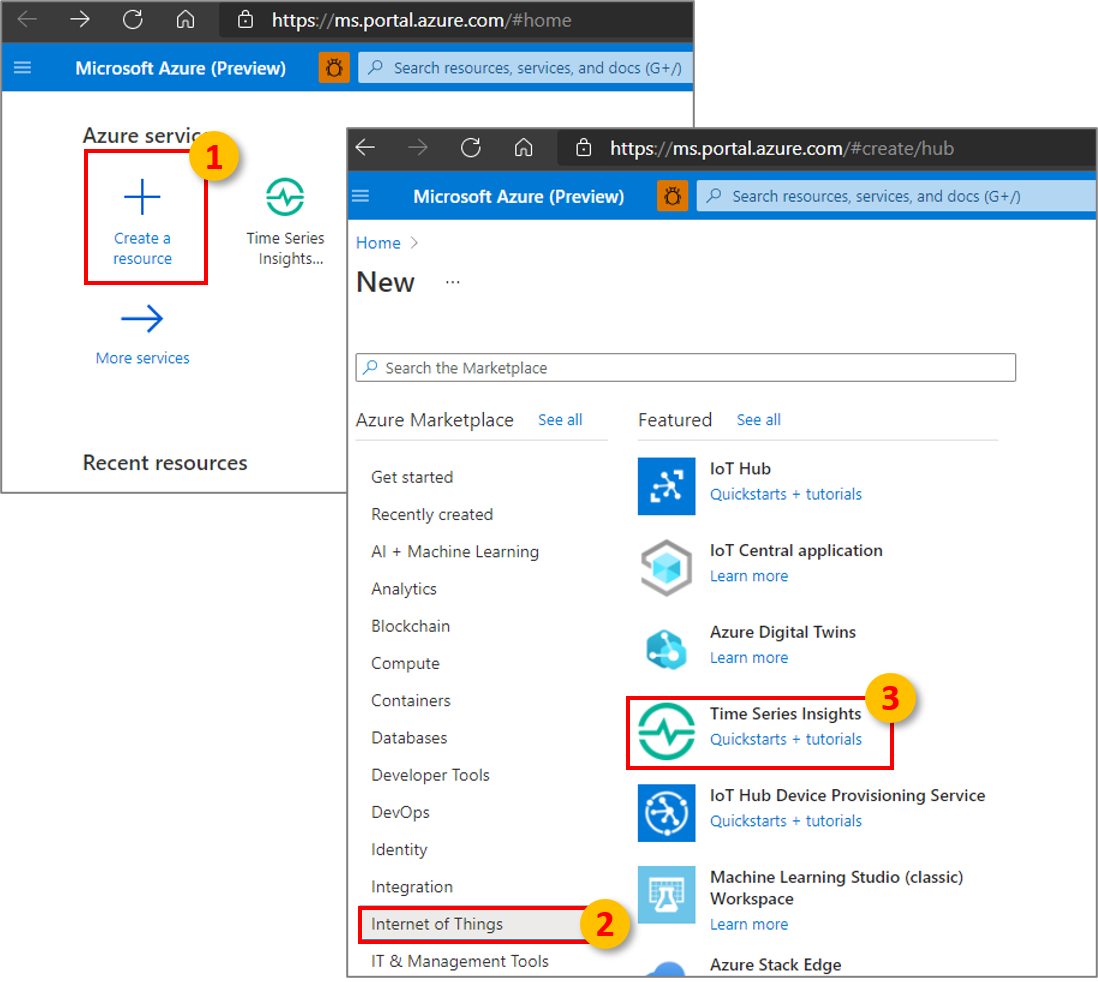 https://ms.portal.azure.com/#home
Microsoft Azure (Preview)
Search resources, services, and docs (G+/)
Azure servic
1
Create a
resource
Time Series
Insights...
More services
Recent resources
https://ms.portal.azure.com/#create/hub
Microsoft Azure (Preview)
Search resources, services, and docs (G+/)
Home >
New ...
Search the Marketplace
Azure Marketplace See all
Get started
Recently created
AI + Machine Learning
Analytics
Blockchain
Compute
Containers
Databases
Developer Tools
DevOps
Identity
Integration
Internet of Things
2
IT & Management Tools
Featured See all
IoT Hub
Quickstarts + tutorials
IoT Central application
Learn more
Azure Digital Twins
Learn more
Time Series Insights
3
Quickstarts + tutorials
IoT Hub Device Provisioning Service
Quickstarts + tutorials
Machine Learning Studio (classic)
Workspace
Learn more
Azure Stack Edge